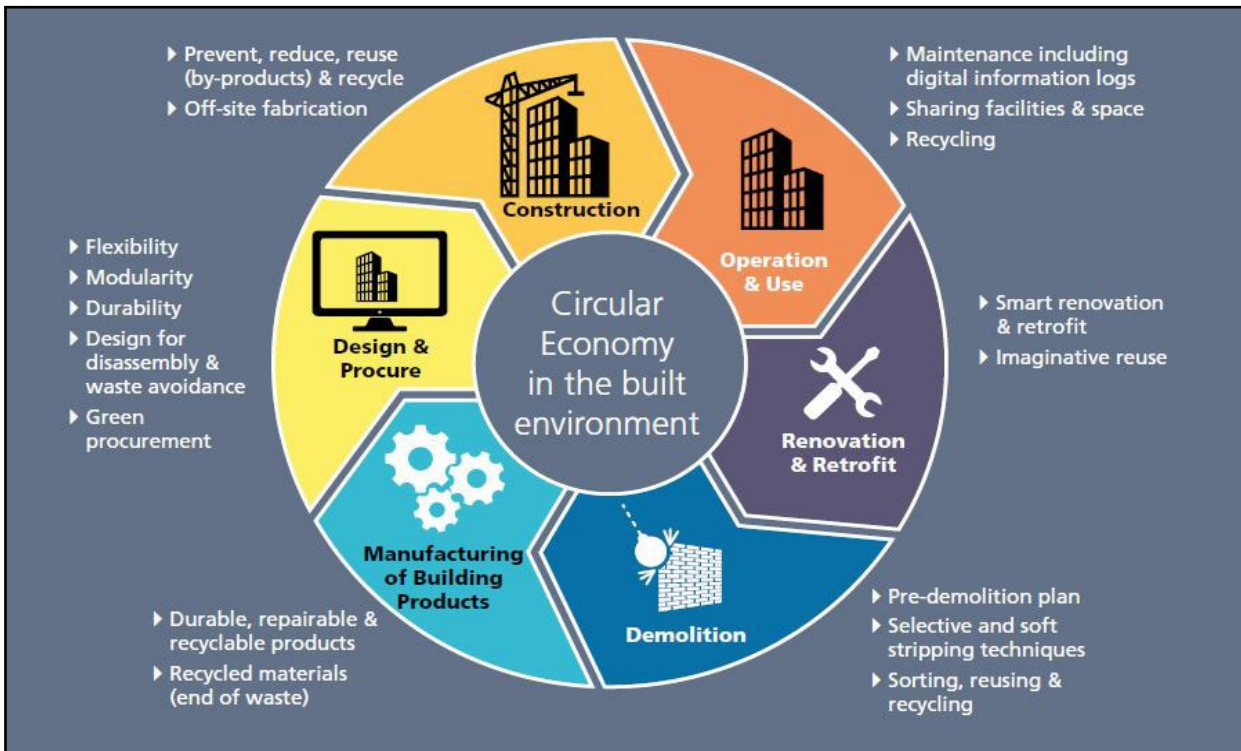 Prevent, reduce, reuse
(by-products) & recycle
Off-site fabrication
Construction
Maintenance including
digital information logs
Sharing facilities & space
Recycling
Operation
& Use
Smart renovation
& retrofit
Imaginative reuse
Renovation
& Retrofit
Pre-demolition plan
Selective and soft
stripping techniques
Sorting, reusing &
recycling
Demolition
Durable, repairable &
recyclable products
Recycled materials
(end of waste)
Manufacturing
of Building
Products
Flexibility
Modularity
Durability
Design for
disassembly &
waste avoidance
Green
procurement
Design &
Procure
Circular
Economy
in the built
environment